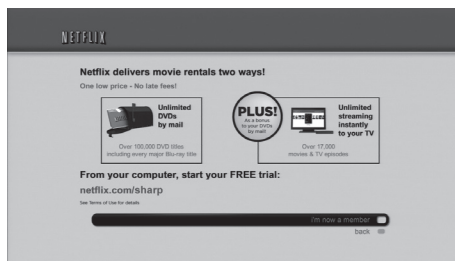 NETFLIX
Netflix delivers movie rentals two ways!
One low price - No late fees!
Unlimited
DVDs
by mail
Over 100,000 DVD titles
including every major Blu-ray title
PLUS!
As a bonus
to your DVDs
by mail!
Unlimited
streaming
instantly
to your TV
Over 17,000
movies & TV episodes
From your computer, start your FREE trial:
netflix.com/sharp
See Terms of Use for details
i'm now a member
back